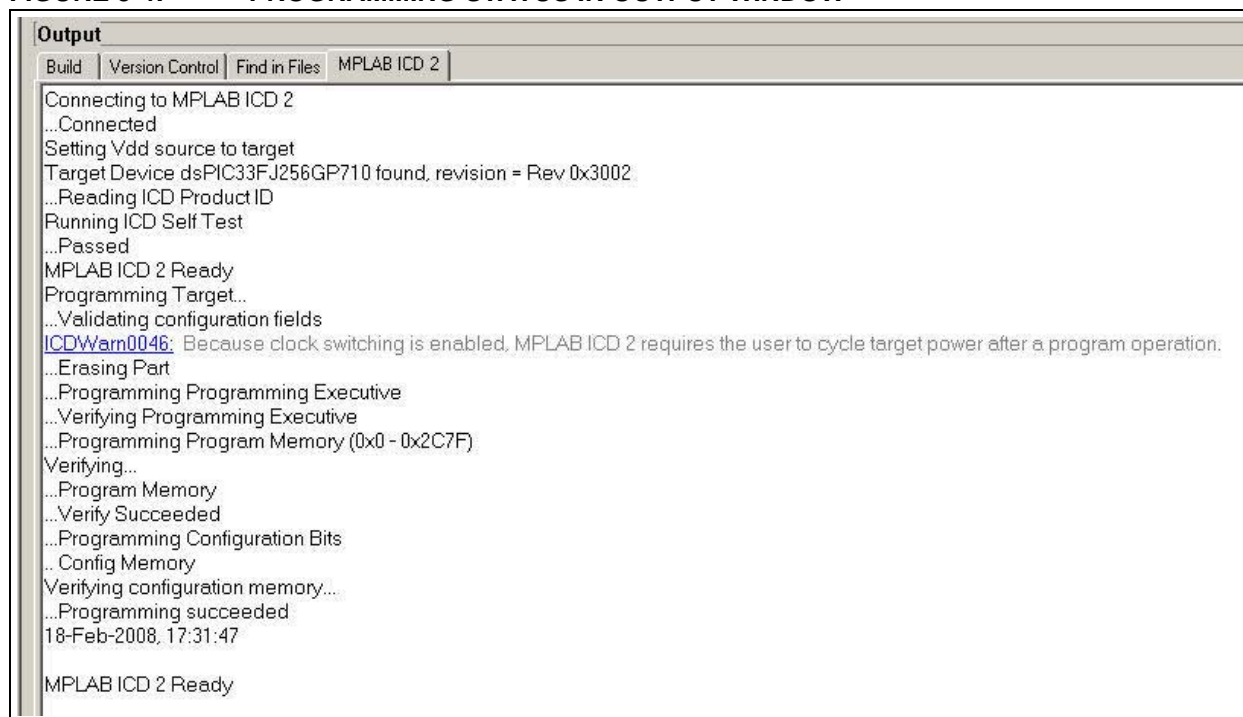 Output
Build Version Control Find in Files MPLAB ICD 2
Connecting to MPLAB ICD 2
...Connected
Setting Vdd source to target
Target Device dsPIC33FJ256GP710 found, revision = Rev 0x3002
...Reading ICD Product ID
Running ICD Self Test
...Passed
MPLAB ICD 2 Ready
Programming Target...
...Validating configuration fields
ICDWarn0046: Because clock switching is enabled, MPLAB ICD 2 requires the user to cycle target power after a program operation.
...Erasing Part
...Programming Programming Executive
...Verifying Programming Executive
...Programming Program Memory (0x0 - 0x2C7F)
Verifying...
...Program Memory
...Verify Succeeded
...Programming Configuration Bits
.. Config Memory
Verifying configuration memory...
...Programming succeeded
18-Feb-2008, 17:31:47
MPLAB ICD 2 Ready